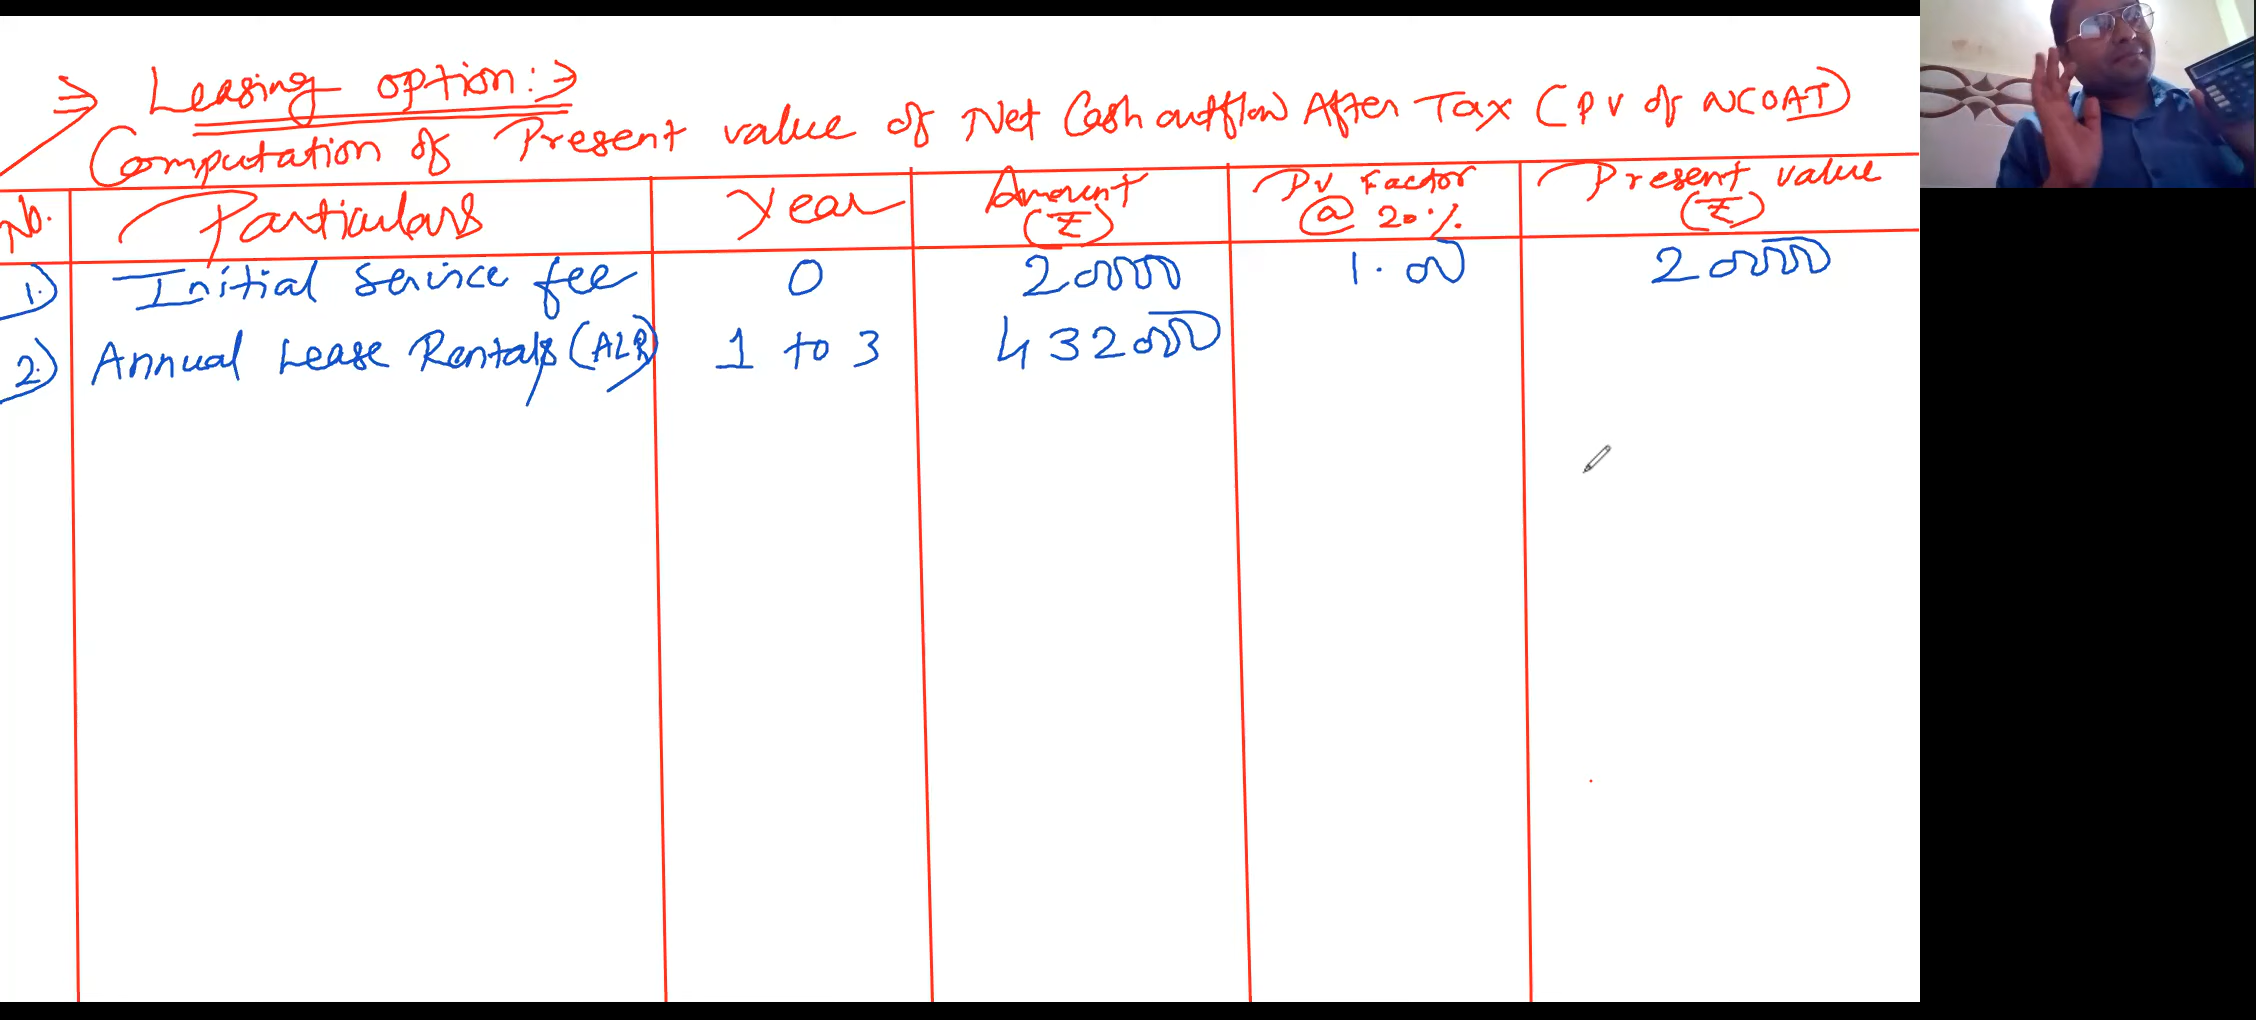 ⇒ Leasing option:⇒
Computation of Present value of Net Cash outflow After Tax (PV of NCOAT)
No. Particulars Year Amount (₹) PV Factor @ 20% Present value (₹)
1.) Initial service fee 0 20000 1.00 20000
2.) Annual Lease Rentals (ALR) 1 to 3 432000